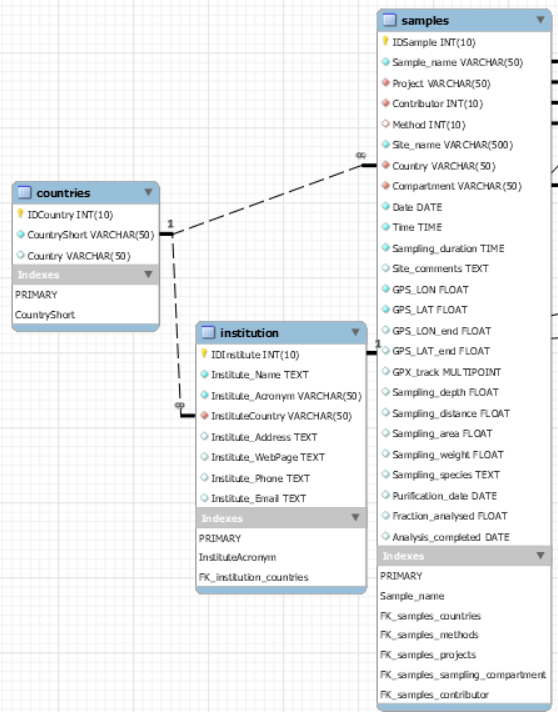 samples
IDSample INT(10)
Sample_name VARCHAR(50)
Project VARCHAR(50)
Contributor INT(10)
Method INT(10)
Site_name VARCHAR(500)
Country VARCHAR(50)
Compartment VARCHAR(50)
Date DATE
Time TIME
Sampling_duration TIME
Site_comments TEXT
GPS_LON FLOAT
GPS_LAT FLOAT
GPS_LON_end FLOAT
GPS_LAT_end FLOAT
GPX_track MULTIPOINT
Sampling_depth FLOAT
Sampling_distance FLOAT
Sampling_area FLOAT
Sampling_weight FLOAT
Sampling_species TEXT
Purification_date DATE
Fraction_analysed FLOAT
Analysis_completed DATE
Indexes
PRIMARY
Sample_name
FK_samples_countries
FK_samples_methods
FK_samples_projects
FK_samples_sampling_compartment
FK_samples_contributor
∞
countries
IDCountry INT(10)
CountryShort VARCHAR(50)
Country VARCHAR(50)
Indexes
PRIMARY
CountryShort
1
∞
institution
IDInstitute INT(10)
Institute_Name TEXT
Institute_Acronym VARCHAR(50)
InstituteCountry VARCHAR(50)
Institute_Address TEXT
Institute_WebPage TEXT
Institute_Phone TEXT
Institute_Email TEXT
Indexes
PRIMARY
InstituteAcronym
FK_institution_countries
1